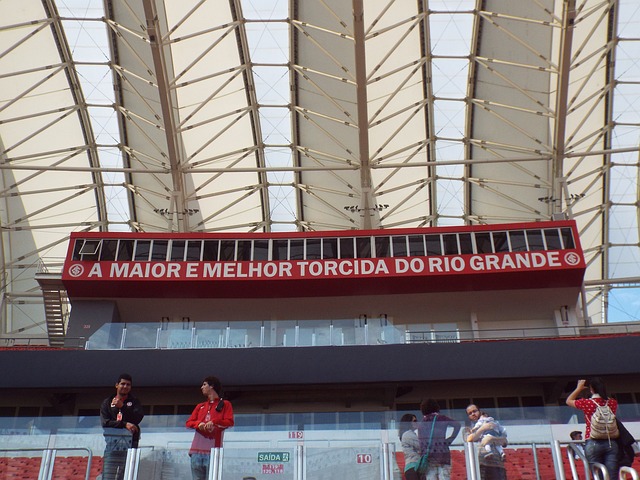 A MAIOR E MELHOR TORCIDA DO RIO GRANDE
119
SAÍDA
10